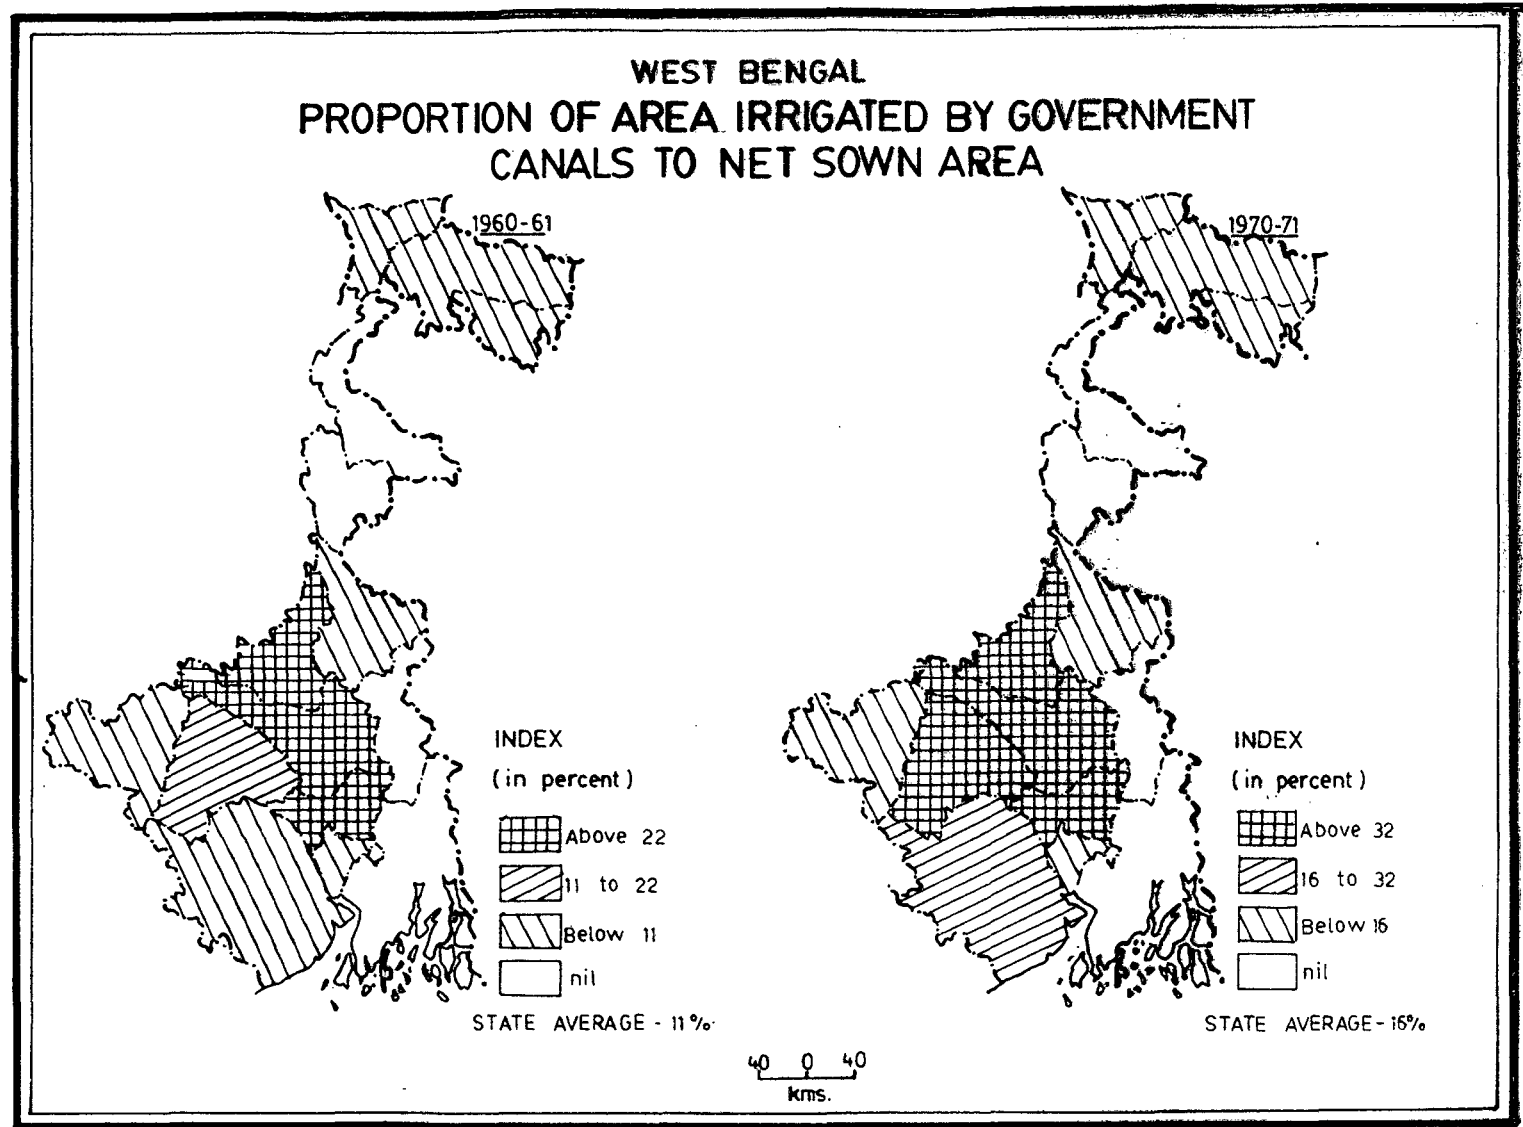 WEST BENGAL
PROPORTION OF AREA IRRIGATED BY GOVERNMENT
CANALS TO NET SOWN AREA
1960-61
1970-71
INDEX
(in percent)
Above 22
11 to 22
Below 11
nil
STATE AVERAGE - 11%
INDEX
(in percent)
Above 32
16 to 32
Below 16
nil
STATE AVERAGE - 16%
40 0 40
kms.